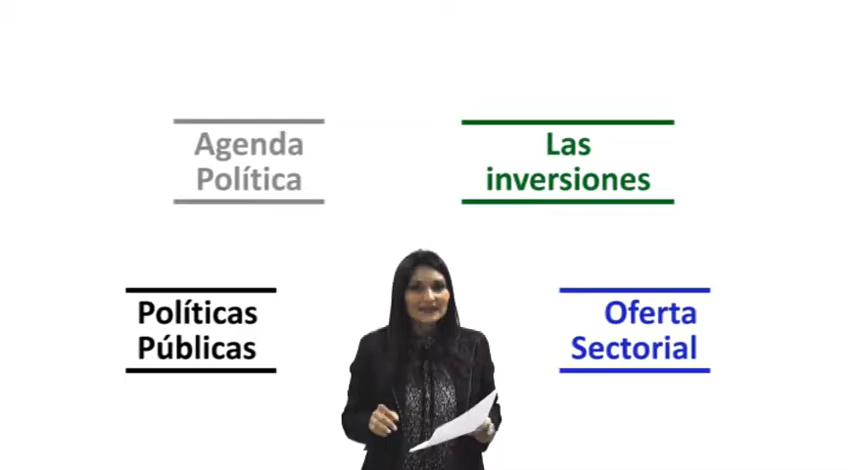 Agenda
Política
Las
inversiones
Políticas
Públicas
Oferta
Sectorial